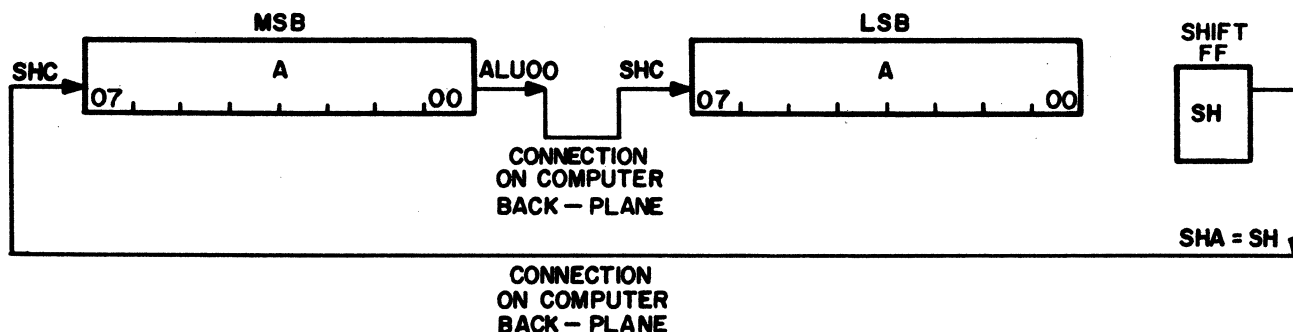 MSB
LSB
SHIFT
FF
SHC
A
ALU00
SHC
A
SH
07
00
07
00
CONNECTION
ON COMPUTER
BACK — PLANE
SHA = SH
CONNECTION
ON COMPUTER
BACK — PLANE